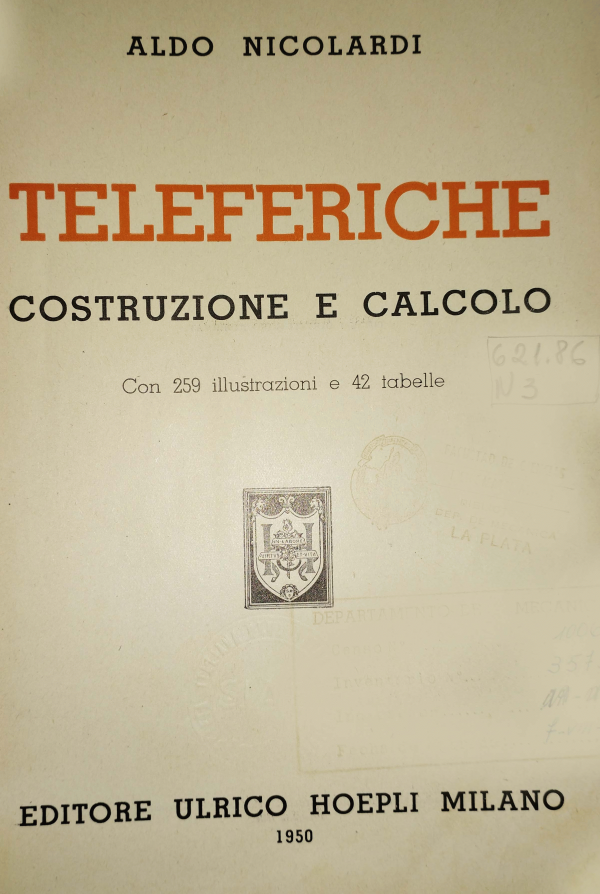 ALDO NICOLARDI
TELEFERICHE
COSTRUZIONE E CALCOLO
621.86
N3
Con 259 illustrazioni e 42 tabelle
LA PLATA
EDITORE ULRICO HOEPLI MILANO
1950